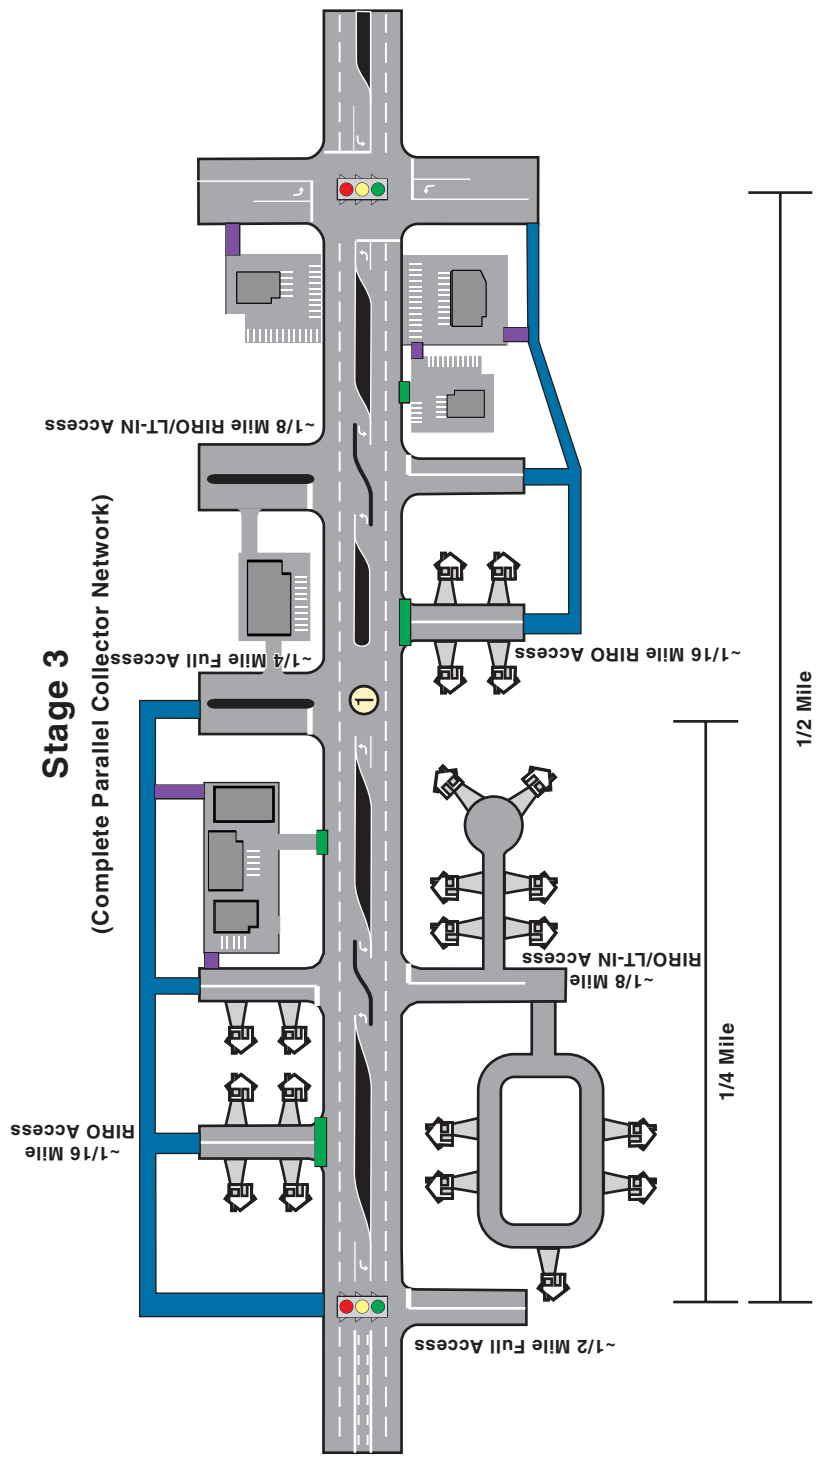 Stage 3
(Complete Parallel Collector Network)
~1/8 Mile RIRO/LT-IN Access
~1/4 Mile Full Access
1
~1/16 Mile RIRO Access
~1/8 Mile
RIRO/LT-IN Access
~1/16 Mile
RIRO Access
~1/2 Mile Full Access
1/4 Mile
1/2 Mile